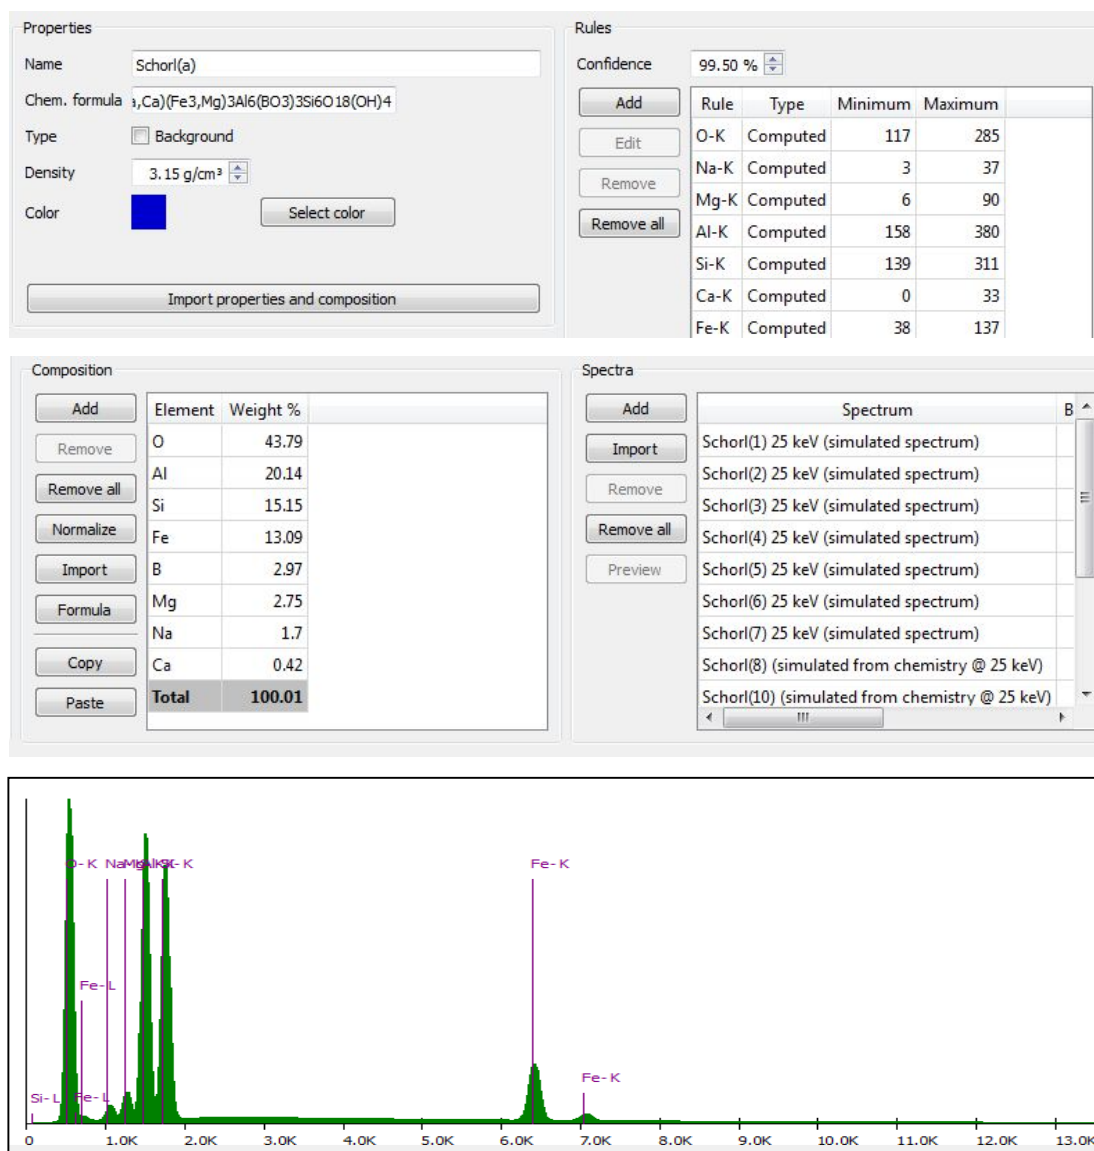 Properties
Name Schorl(a)
Chem. formula ,Ca)(Fe3,Mg)3Al6(BO3)3Si6O18(OH)4
Type Background
Density 3.15 g/cm³
Color Select color
Import properties and composition
Rules
Confidence 99.50 %
Add
Edit
Remove
Remove all
Rule Type Minimum Maximum
O-K Computed 117 285
Na-K Computed 3 37
Mg-K Computed 6 90
Al-K Computed 158 380
Si-K Computed 139 311
Ca-K Computed 0 33
Fe-K Computed 38 137
Composition
Add
Remove
Remove all
Normalize
Import
Formula
Copy
Paste
Element Weight %
O 43.79
Al 20.14
Si 15.15
Fe 13.09
B 2.97
Mg 2.75
Na 1.7
Ca 0.42
Total 100.01
Spectra
Add
Import
Remove
Remove all
Preview
Spectrum B
Schorl(1) 25 keV (simulated spectrum)
Schorl(2) 25 keV (simulated spectrum)
Schorl(3) 25 keV (simulated spectrum)
Schorl(4) 25 keV (simulated spectrum)
Schorl(5) 25 keV (simulated spectrum)
Schorl(6) 25 keV (simulated spectrum)
Schorl(7) 25 keV (simulated spectrum)
Schorl(8) (simulated from chemistry @ 25 keV)
Schorl(10) (simulated from chemistry @ 25 keV)
O-K Fe-K
Fe-L
Fe-K
Si-L Fe-L
0 1.0K 2.0K 3.0K 4.0K 5.0K 6.0K 7.0K 8.0K 9.0K 10.0K 11.0K 12.0K 13.0K